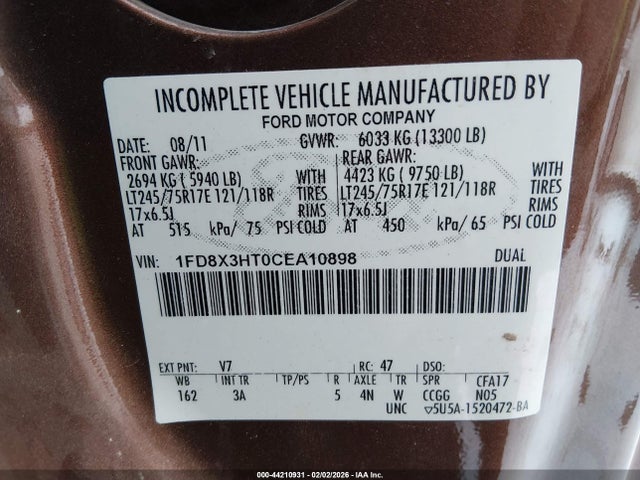 INCOMPLETE VEHICLE MANUFACTURED BY
FORD MOTOR COMPANY
DATE: 08/11 GVWR: 6033 KG (13300 LB)
FRONT GAWR: REAR GAWR:
2694 KG ( 5940 LB) WITH 4423 KG ( 9750 LB) WITH
LT245/75R17E 121/118R TIRES LT245/75R17E 121/118R TIRES
17x6.5J RIMS 17x6.5J RIMS
AT 515 kPa/ 75 PSI COLD AT 450 kPa/ 65 PSI COLD
VIN: 1FD8X3HT0CEA10898 DUAL
EXT PNT: V7 RC: 47 DSO:
WB INT TR TP/PS R AXLE TR SPR CFA17
162 3A 5 4N W CCGG N05
UNC ▽5U5A-1520472-BA
000-44210931 - 02/02/2026 - IAA Inc.